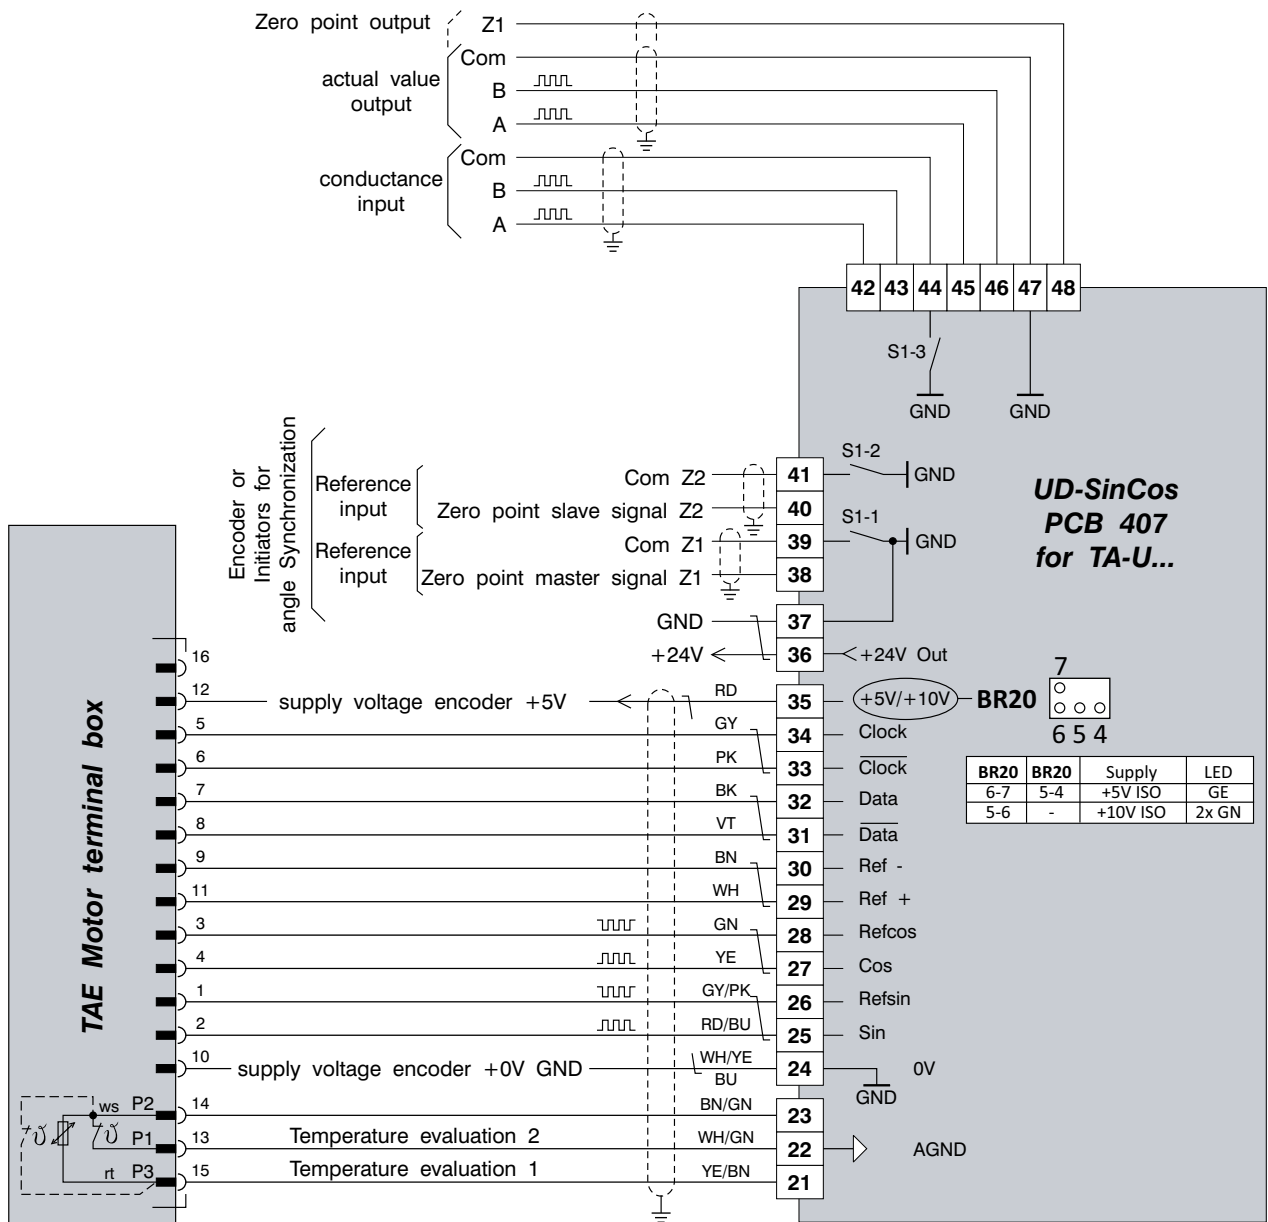 Zero point output
Z1
actual value
output
Com
B
A
conductance
input
Com
B
A
42 43 44 45 46 47 48
S1-3
GND GND
UD-SinCos
PCB 407
for TA-U...
Encoder or
Initiators for
angle Synchronization
Reference
input
Com Z2 41 S1-2 GND
Zero point slave signal Z2 40
Reference
input
Com Z1 39 S1-1 GND
Zero point master signal Z1 38
GND 37
+24V 36 +24V Out
TAE Motor terminal box
16
12 supply voltage encoder +5V RD 35 +5V/+10V BR20
7
6 5 4
5 GY 34 Clock
6 PK 33 Clock
7 BK 32 Data
8 VT 31 Data
9 BN 30 Ref -
11 WH 29 Ref +
3 GN 28 Refcos
4 YE 27 Cos
1 GY/PK 26 Refsin
2 RD/BU 25 Sin
10 supply voltage encoder +0V GND WH/YE BU 24 0V
GND
BR20 BR20 Supply LED
6-7 5-4 +5V ISO GE
5-6 - +10V ISO 2x GN
ws P2 14 BN/GN 23
ϑ ϑ P1 13 Temperature evaluation 2 WH/GN 22 AGND
rt P3 15 Temperature evaluation 1 YE/BN 21